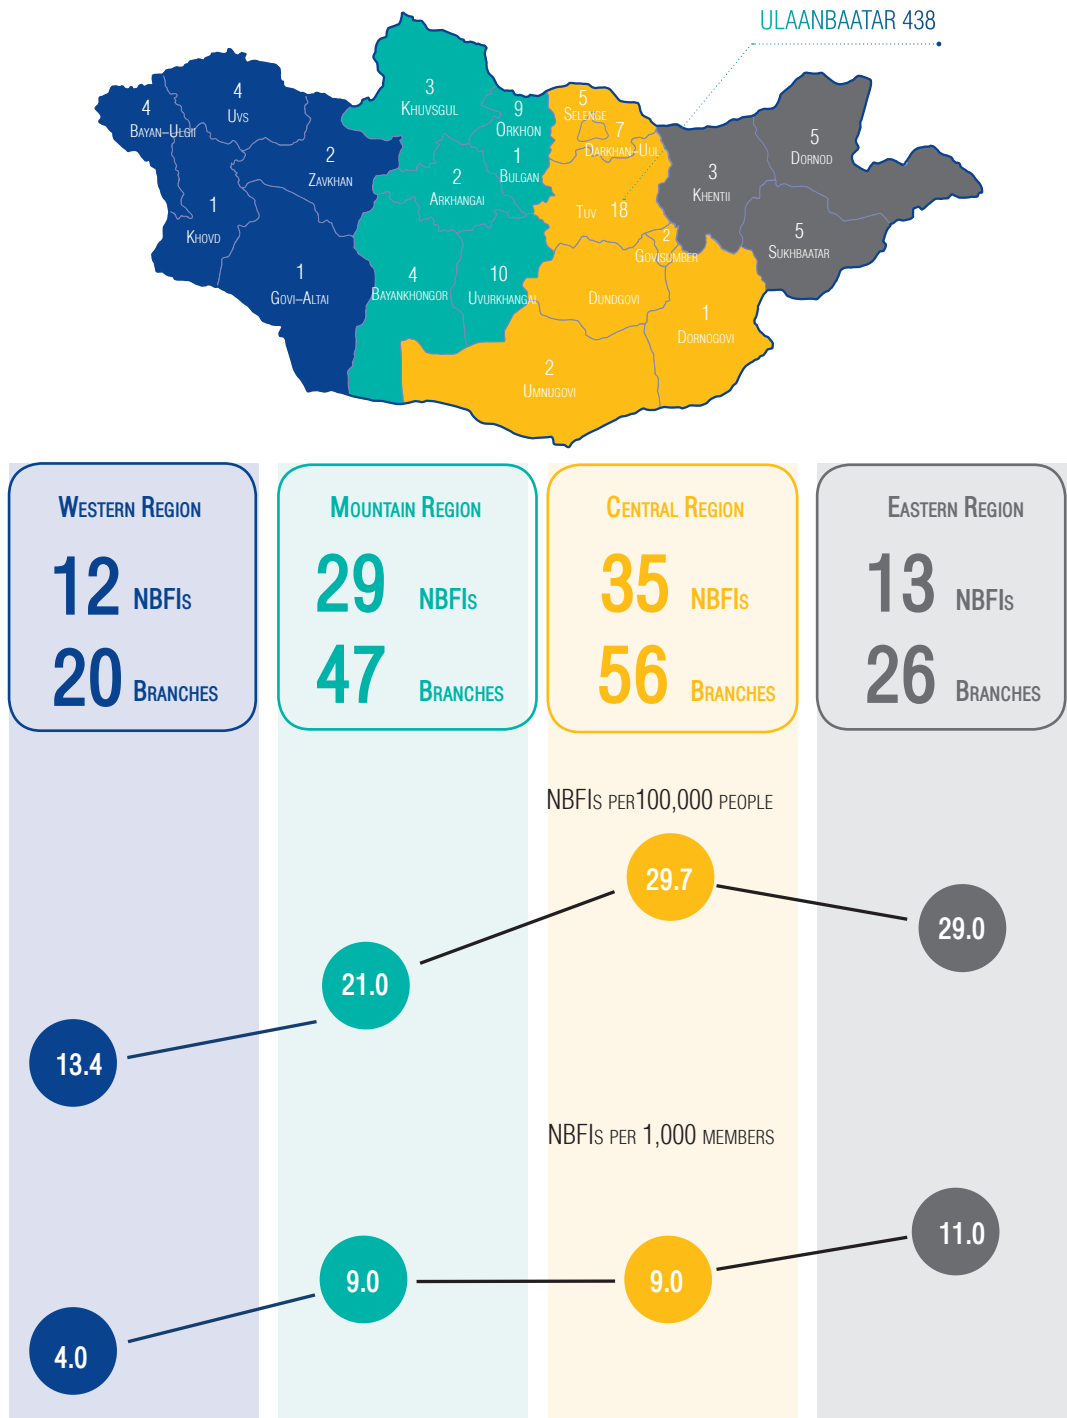 ULAANBAATAR 438
3
KHUVSGUL
4
UVS
4
BAYAN-ULGII
9
ORKHON
5
SELENGE
7
DARKHAN-UUL
5
DORNOD
2
ZAVKHAN
1
BULGAN
2
ARKHANGAI
3
KHENTII
1
KHOVD
TUV 18
2
GOVISUMBER
5
SUKHBAATAR
1
GOVI-ALTAI
4
BAYANKHONGOR
10
UVURKHANGAI
DUNDGOVI
1
DORNOGOVI
2
UMNUGOVI
WESTERN REGION
12 NBFIS
20 BRANCHES
MOUNTAIN REGION
29 NBFIS
47 BRANCHES
CENTRAL REGION
35 NBFIS
56 BRANCHES
EASTERN REGION
13 NBFIS
26 BRANCHES
NBFIS PER100,000 PEOPLE
13.4
21.0
29.7
29.0
NBFIS PER 1,000 MEMBERS
4.0
9.0
9.0
11.0